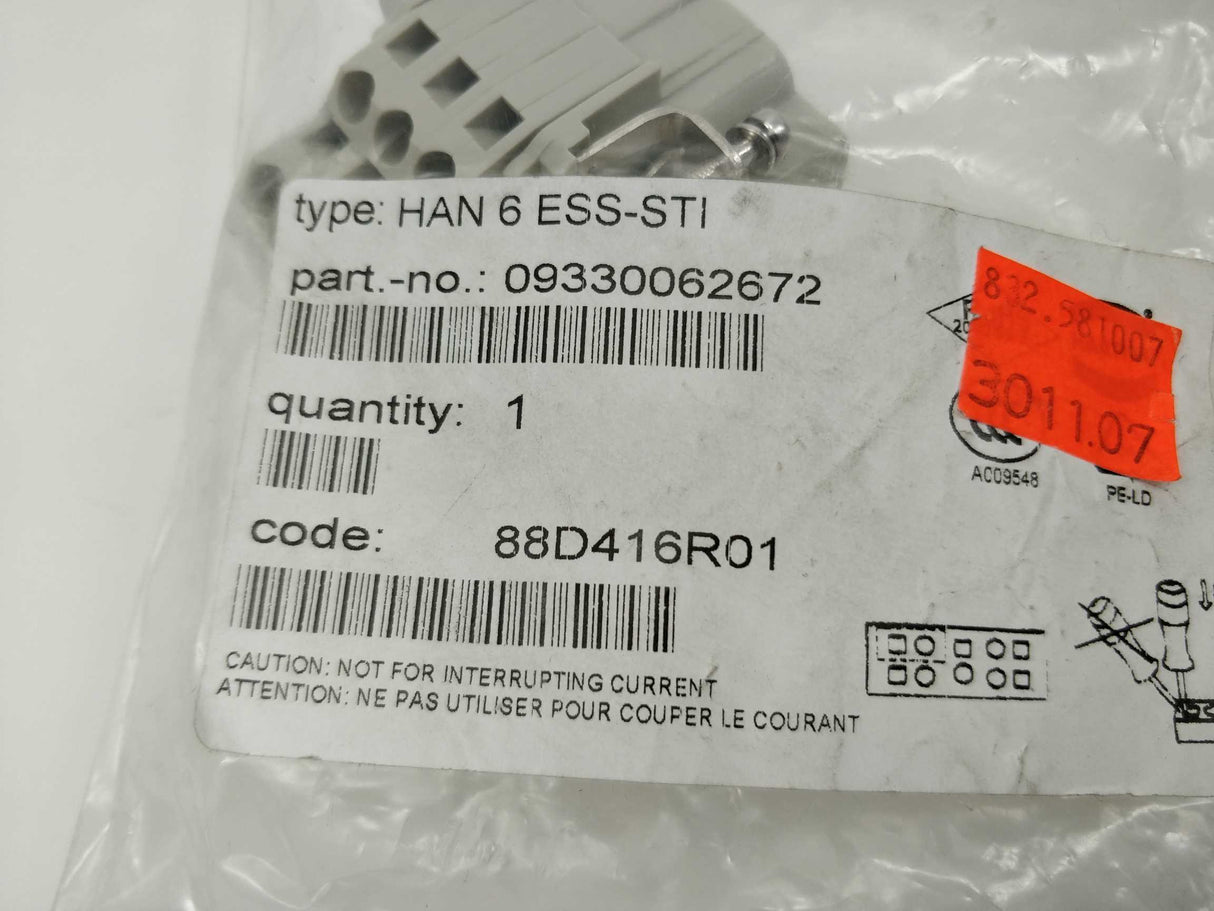 type: HAN 6 ESS-STI
part.-no.: 09330062672
832.581007
3011.07
quantity: 1
AC09548
PE-LD
code: 88D416R01
CAUTION: NOT FOR INTERRUPTING CURRENT
ATTENTION: NE PAS UTILISER POUR COUPER LE COURANT